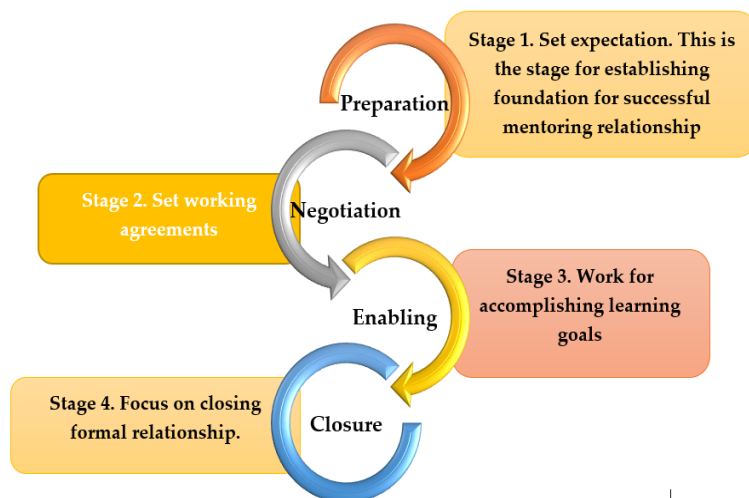 Stage 1. Set expectation. This is
the stage for establishing
foundation for successful
mentoring relationship
Preparation
Stage 2. Set working
agreements
Negotiation
Stage 3. Work for
accomplishing learning
goals
Enabling
Stage 4. Focus on closing
formal relationship.
Closure